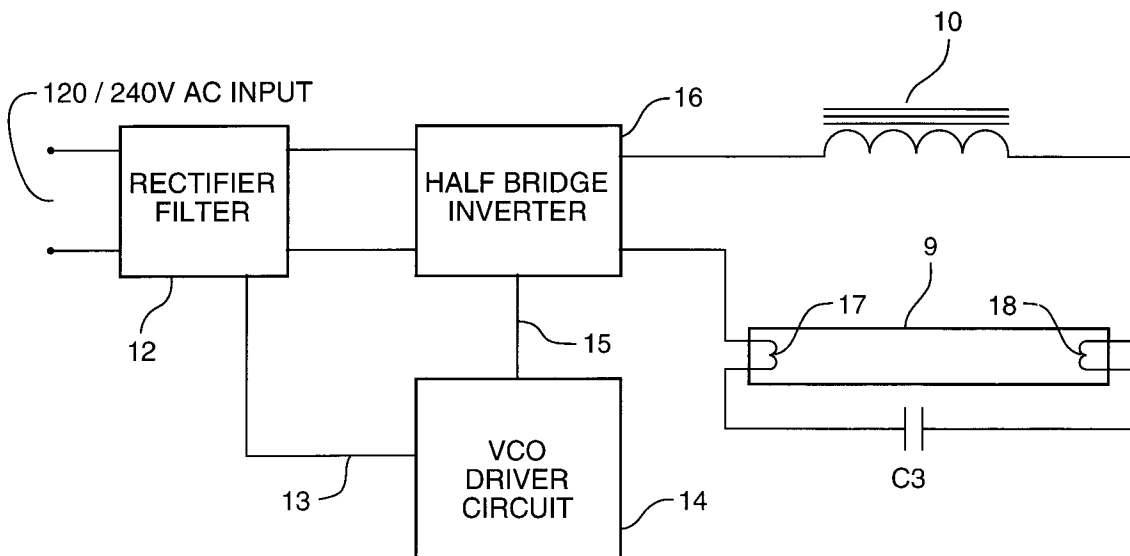 10
120 / 240V AC INPUT
16
RECTIFIER
FILTER
HALF BRIDGE
INVERTER
9
17
18
12
15
VCO
DRIVER
CIRCUIT
13
14
C3